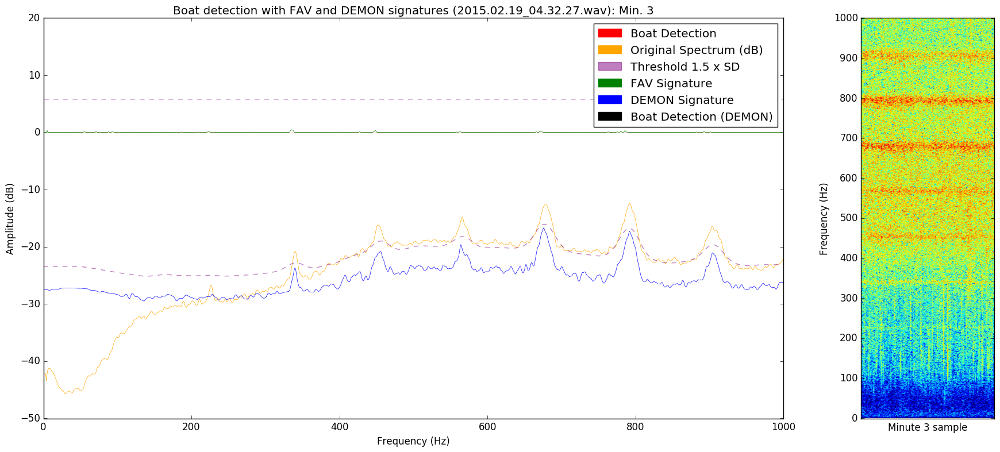 Boat detection with FAV and DEMON signatures (2015.02.19_04.32.27.wav): Min. 3
Boat Detection
Original Spectrum (dB)
Threshold 1.5 x SD
FAV Signature
DEMON Signature
Boat Detection (DEMON)
Amplitude (dB)
20
10
0
−10
−20
−30
−40
−50
0
200
400
600
800
1000
Frequency (Hz)
Frequency (Hz)
1000
900
800
700
600
500
400
300
200
100
0
Minute 3 sample